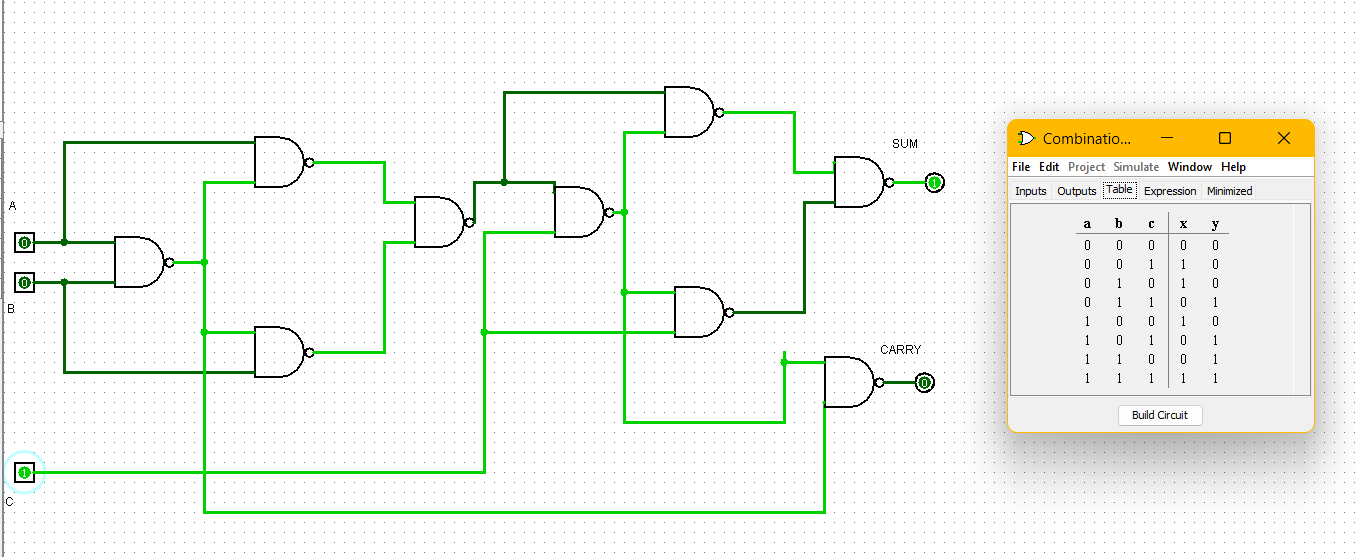 SUM
A
0
0
B
1
CARRY
0
1
C
Combinatio...
File Edit Project Simulate Window Help
Inputs Outputs Table Expression Minimized
a b c x y
0 0 0 0 0
0 0 1 1 0
0 1 0 1 0
0 1 1 0 1
1 0 0 1 0
1 0 1 0 1
1 1 0 0 1
1 1 1 1 1
Build Circuit